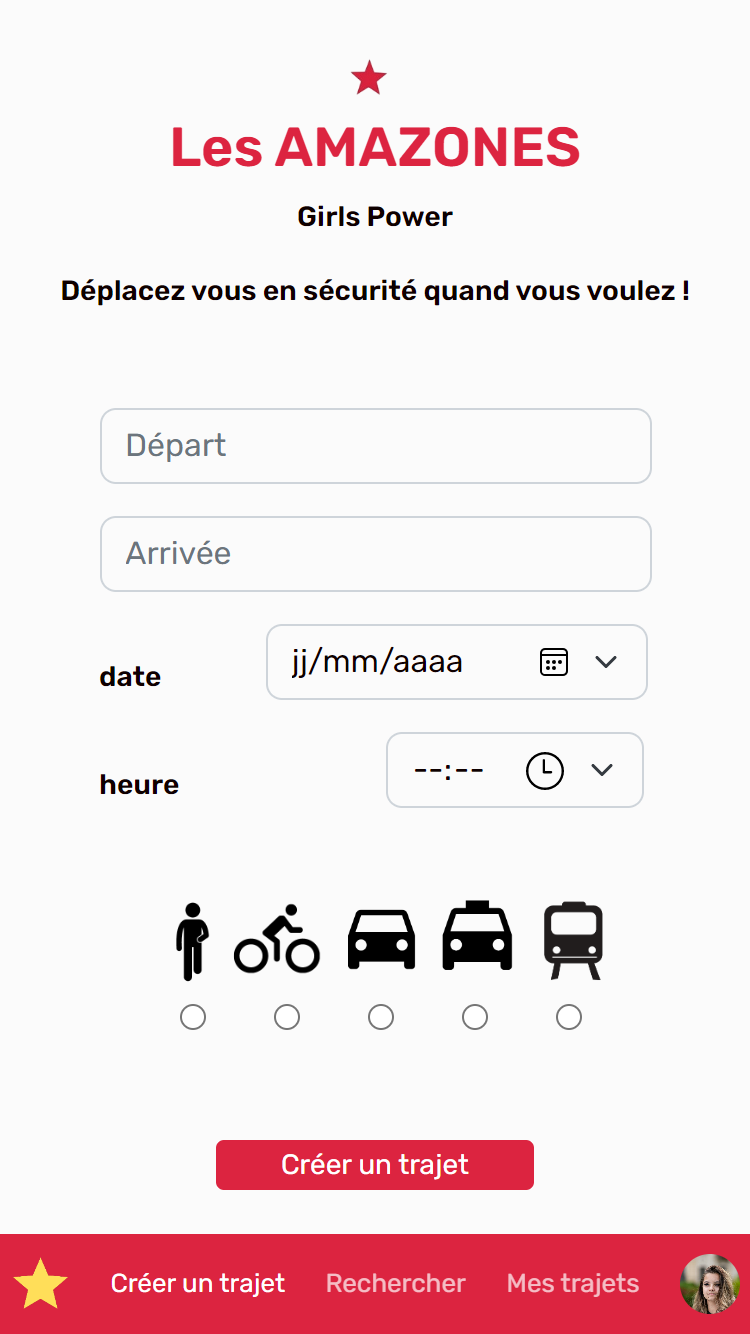 Les AMAZONES
Girls Power
Déplacez vous en sécurité quand vous voulez !
Départ
Arrivée
date
jj/mm/aaaa
heure
--:--
Créer un trajet
Créer un trajet Rechercher Mes trajets